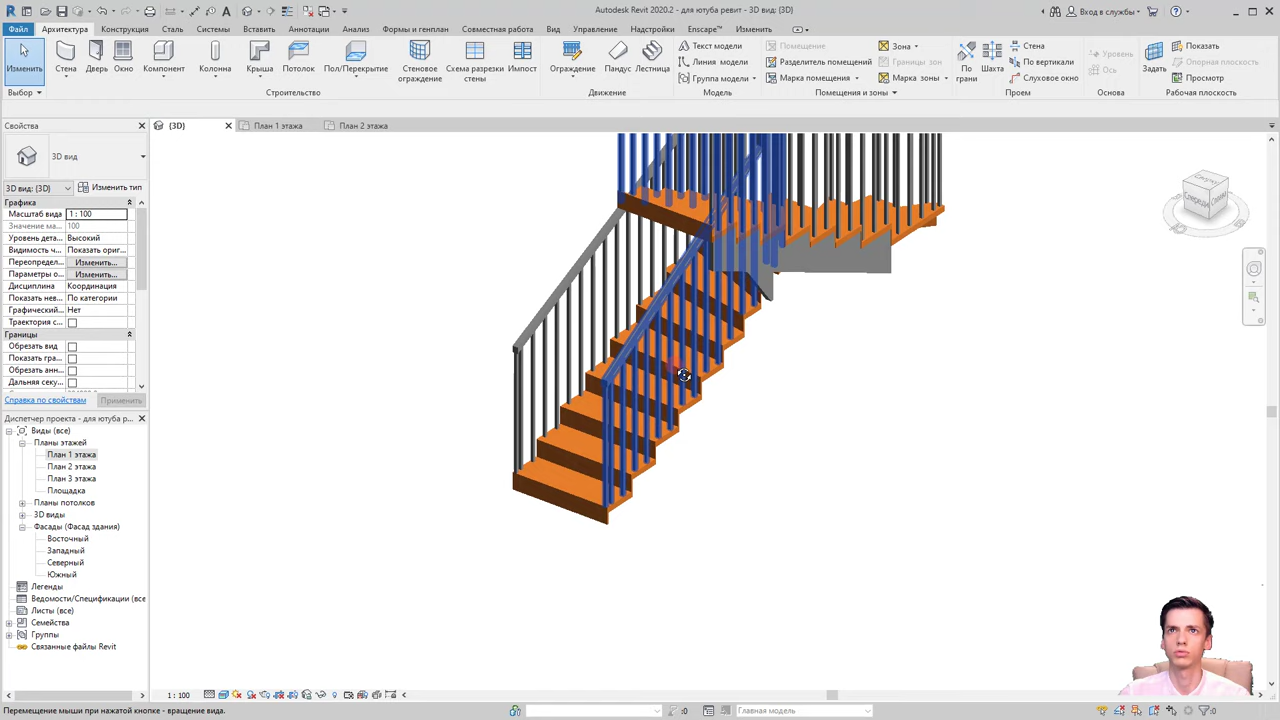 Autodesk Revit 2020.2 - для ютуба рв - 3D вид: {3D}
Вход в службы
Файл Архитектура Конструкция Сталь Системы Вставить Аннотации Анализ Формы и генплан Совместная работа Вид Управление Надстройки Enscape™ Изменить
Изменить Стена Дверь Окно Компонент Колонна Крыша Потолок Пол/Перекрытие Стеновое ограждение Схема разрезки стены Импост Ограждение Пандус Лестница
Текст модели
Линия модели
Группа модели
Помещение
Разделитель помещений
Марка помещения
Зона
Границы зон
Марка зоны
По грани
Шахта
Стена
По вертикали
Слуховое окно
Уровень
Ось
Задать
Показать
Опорная плоскость
Просмотр
Выбор Строительство Движение Модель Помещения и зоны Проем Основа Рабочая плоскость
Свойства
{3D} План 1 этажа План 2 этажа
3D вид
3D вид: {3D} Изменить тип
Графика
Масштаб вида 1 : 100
Значение ма... 100
Уровень дета... Высокий
Видимость ч... Показать ориг...
Переопредел... Изменить...
Параметры о... Изменить...
Дисциплина Координация
Показать нев... По категории
Графический... Нет
Траектория с...
Границы
Обрезать вид
Показать гра...
Обрезать анн...
Дальняя секу...
Справка по свойствам Применить
Диспетчер проекта - для ютуба р...
Виды (все)
Планы этажей
План 1 этажа
План 2 этажа
План 3 этажа
Площадка
Планы потолков
3D виды
Фасады (Фасад здания)
Восточный
Западный
Северный
Южный
Легенды
Ведомости/Спецификации (все
Листы (все)
Семейства
Группы
Связанные файлы Revit
1 : 100
Перемещение мыши при нажатой кнопке - вращение вида.
:0
Главная модель
:0